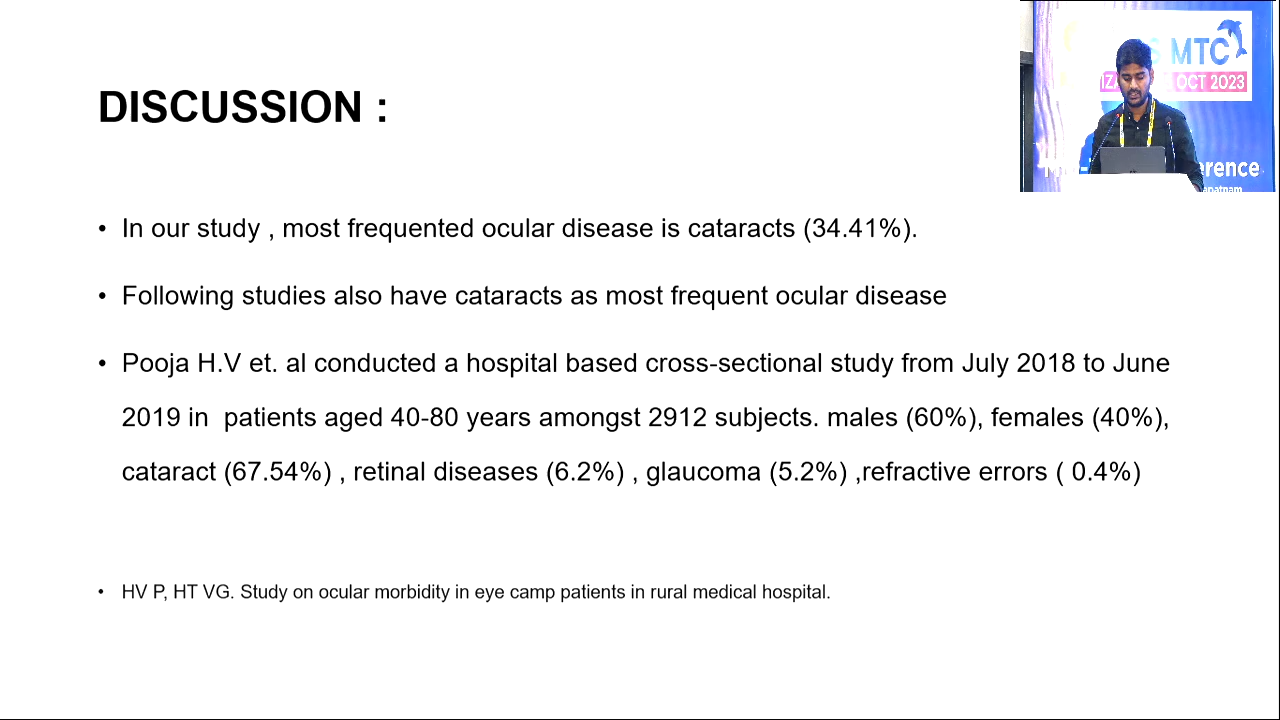 DISCUSSION :
MTC
OCT 2023
erence
• In our study , most frequented ocular disease is cataracts (34.41%).
• Following studies also have cataracts as most frequent ocular disease
• Pooja H.V et. al conducted a hospital based cross-sectional study from July 2018 to June
2019 in patients aged 40-80 years amongst 2912 subjects. males (60%), females (40%),
cataract (67.54%) , retinal diseases (6.2%) , glaucoma (5.2%) ,refractive errors ( 0.4%)
• HV P, HT VG. Study on ocular morbidity in eye camp patients in rural medical hospital.